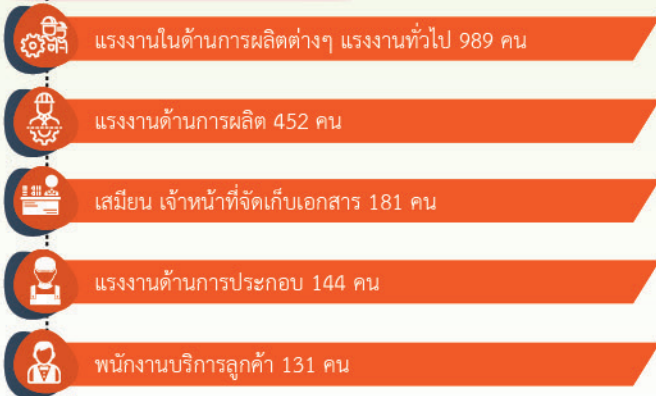 แรงงานในด้านการผลิตต่างๆ แรงงานทั่วไป 989 คน
แรงงานด้านการผลิต 452 คน
เสมียน เจ้าหน้าที่จัดเก็บเอกสาร 181 คน
แรงงานด้านการประกอบ 144 คน
พนักงานบริการลูกค้า 131 คน